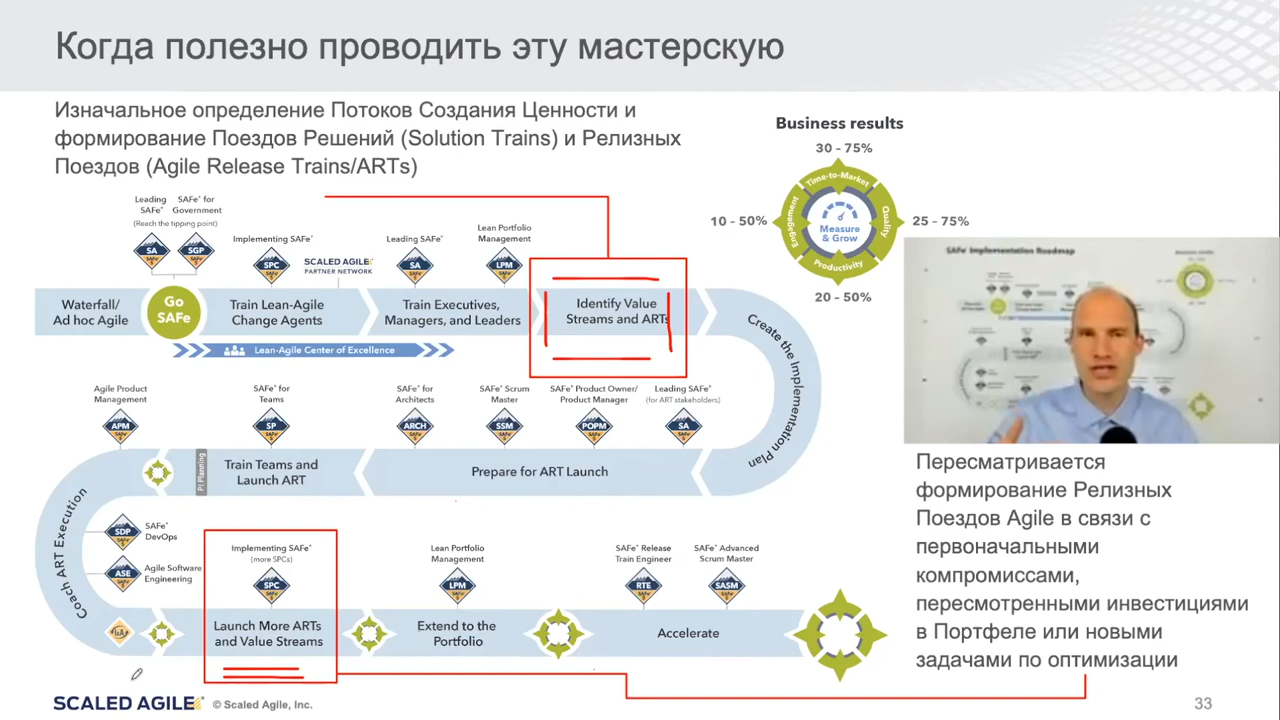 Когда полезно проводить эту мастерскую
Изначальное определение Потоков Создания Ценности и
формирование Поездов Решений (Solution Trains) и Релизных
Поездов (Agile Release Trains/ARTs)
Business results
30 – 75%
Time-to-Market
10 – 50%
Engagement
Measure
& Grow
Quality
25 – 75%
Productivity
20 – 50%
Leading
SAFe®
SAFe® for
Government
(Reach the tipping point)
SA
SGP
Implementing SAFe®
SPC
SCALED AGILE®
PARTNER NETWORK
Leading SAFe®
SA
Lean Portfolio
Management
LPM
Waterfall/
Ad hoc Agile
Go
SAFe
Train Lean-Agile
Change Agents
Train Executives,
Managers, and Leaders
Identify Value
Streams and ARTs
Lean-Agile Center of Excellence
Create the Implementation Plan
SAFe® Implementation Roadmap
Agile Product
Management
APM
SAFe® for
Teams
SP
SAFe® for
Architects
ARCH
SAFe® Scrum
Master
SSM
SAFe® Product Owner/
Product Manager
POPM
Leading SAFe®
(for ART stakeholders)
SA
PI Planning
Train Teams and
Launch ART
Prepare for ART Launch
Coach ART Execution
SDP
SAFe®
DevOps
ASE
Agile Software
Engineering
I&A
Implementing SAFe®
(more SPCs)
SPC
Lean Portfolio
Management
LPM
SAFe® Release
Train Engineer
RTE
SAFe® Advanced
Scrum Master
SASM
Launch More ARTs
and Value Streams
Extend to the
Portfolio
Accelerate
Пересматривается
формирование Релизных
Поездов Agile в связи с
первоначальными
компромиссами,
пересмотренными инвестициями
в Портфеле или новыми
задачами по оптимизации
SCALED AGILE®
© Scaled Agile, Inc.
33